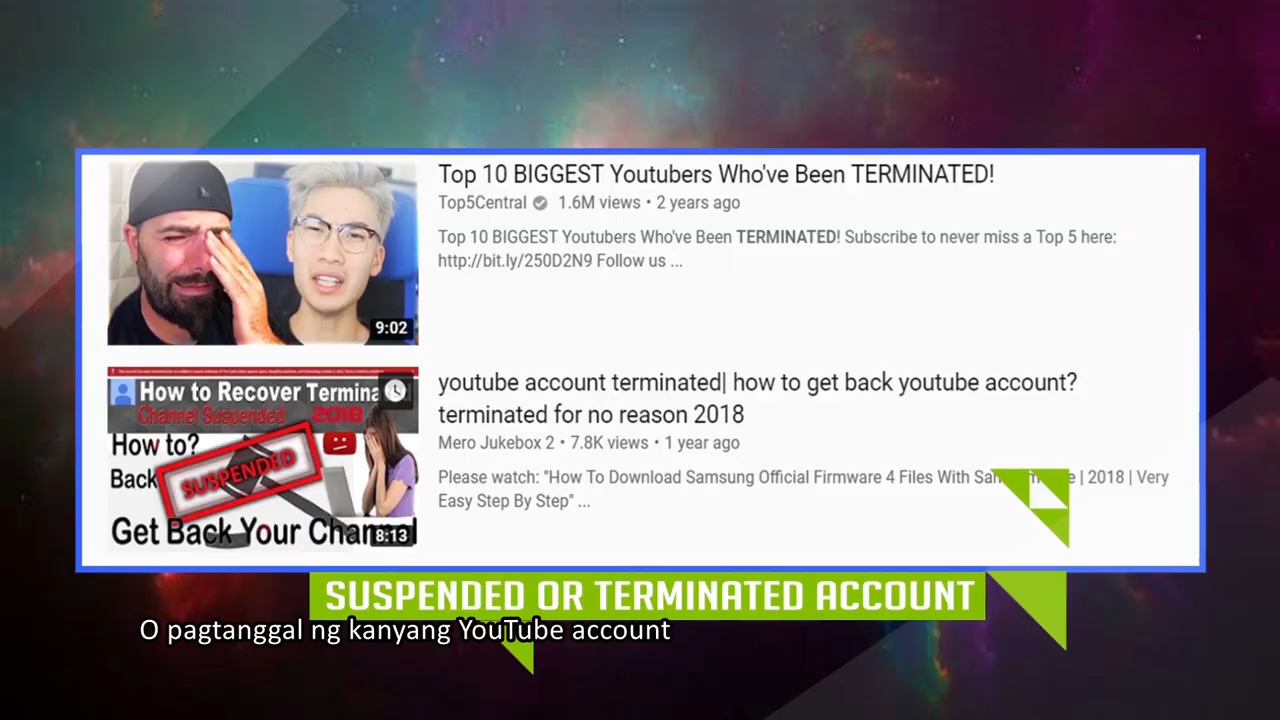 Top 10 BIGGEST Youtubers Who've Been TERMINATED!
Top5Central 1.6M views • 2 years ago
Top 10 BIGGEST Youtubers Who've Been TERMINATED! Subscribe to never miss a Top 5 here:
http://bit.ly/250D2N9 Follow us ...
9:02
How to Recover Termina
Channel Suspended 2018
How to?
Back
SUSPENDED
Get Back Your Channel
8:13
youtube account terminated| how to get back youtube account?
terminated for no reason 2018
Mero Jukebox 2 • 7.8K views • 1 year ago
Please watch: "How To Download Samsung Official Firmware 4 Files With | 2018 | Very
Easy Step By Step" ...
SUSPENDED OR TERMINATED ACCOUNT
O pagtanggal ng kanyang YouTube account